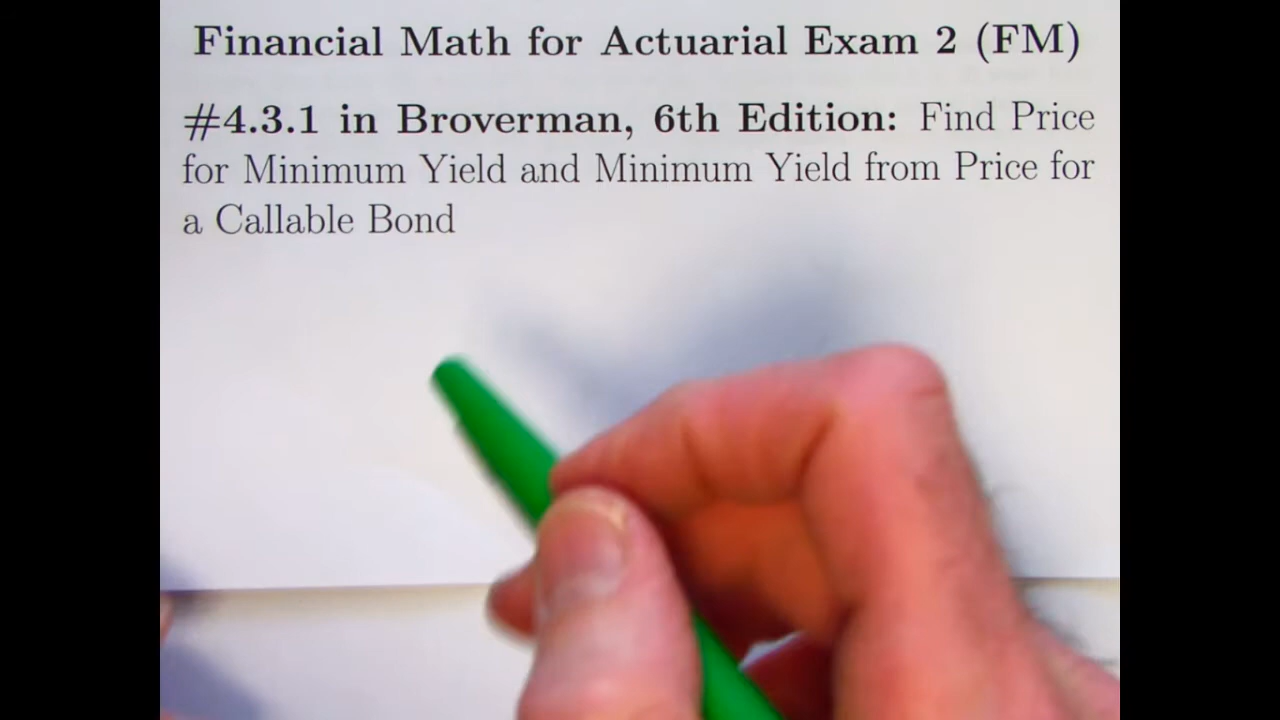 Financial Math for Actuarial Exam 2 (FM)
#4.3.1 in Broverman, 6th Edition: Find Price
for Minimum Yield and Minimum Yield from Price for
a Callable Bond